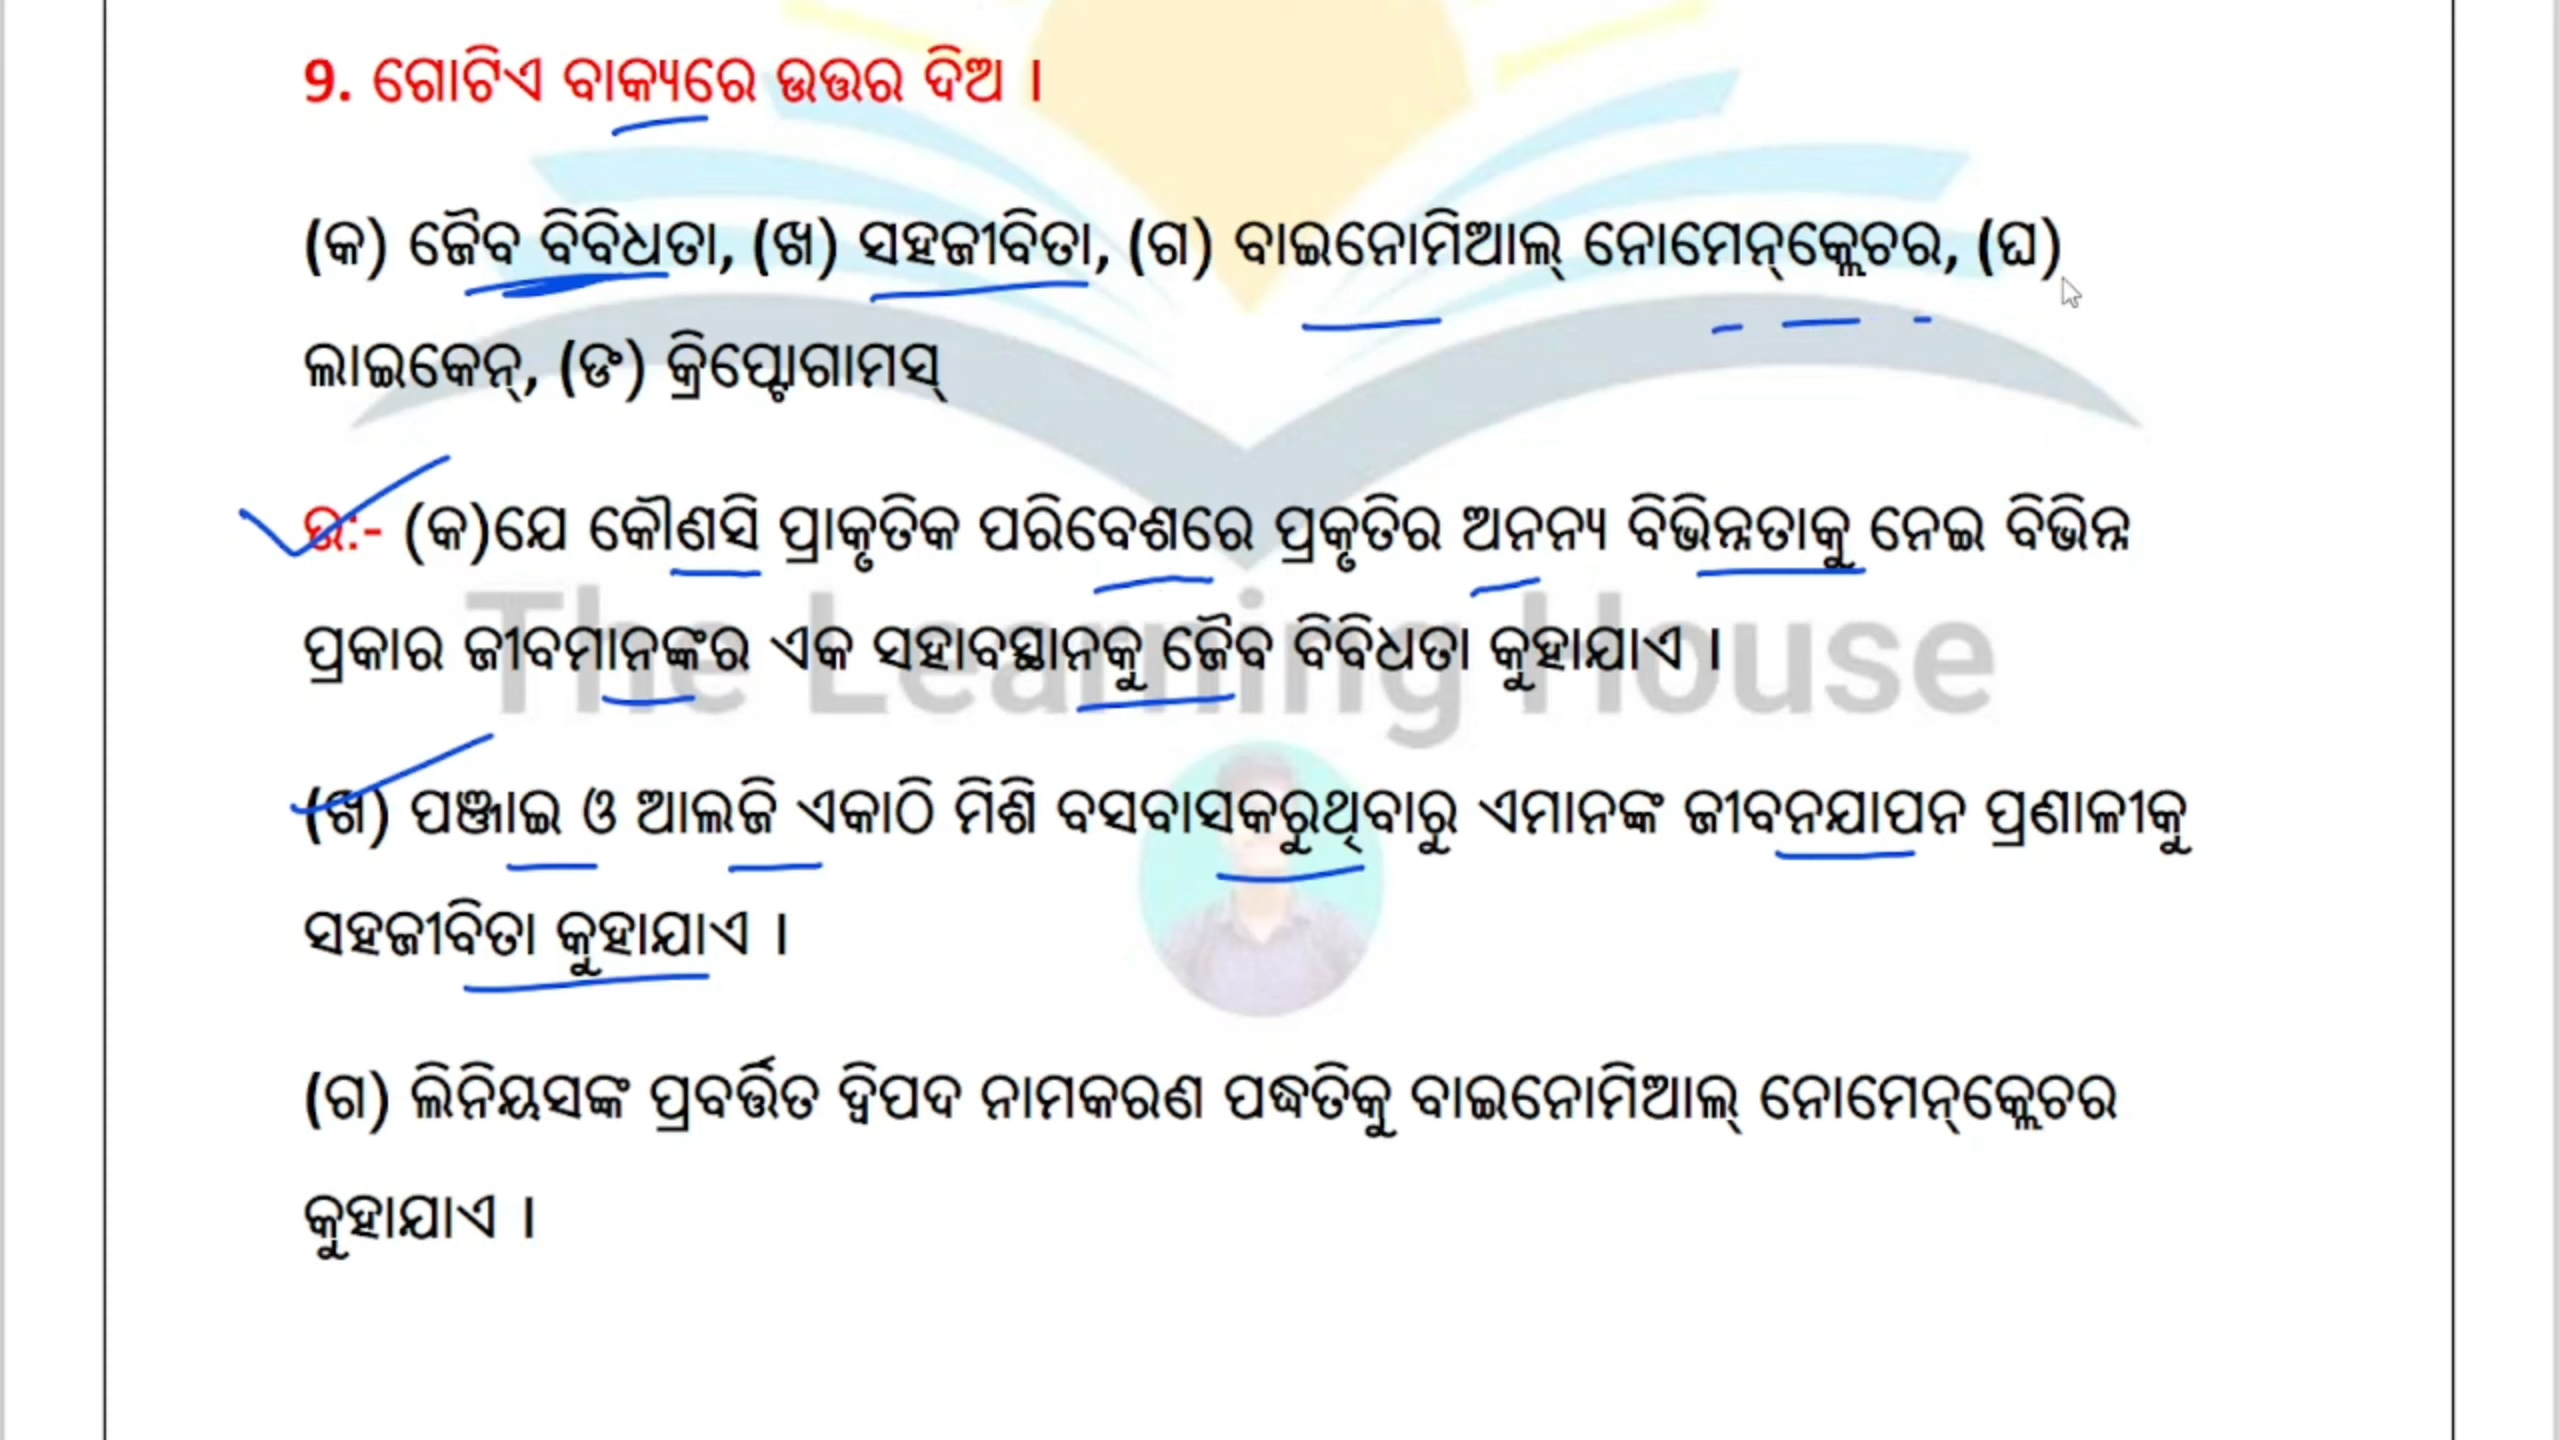 9. ଗୋଟିଏ ବାକ୍ୟରେ ଉତ୍ତର ଦିଅ ।
(କ) ଜୈବ ବିବିଧତା, (ଖ) ସହଜୀବିତା, (ଗ) ବାଇନୋମିଆଲ୍ ନୋମେନ୍‌କ୍ଲେଚର, (ଘ)
ଲାଇକେନ୍, (ଙ) କ୍ରିପ୍ଟୋଗାମସ୍
ଉ:- (କ)ଯେ କୌଣସି ପ୍ରାକୃତିକ ପରିବେଶରେ ପ୍ରକୃତିର ଅନନ୍ୟ ବିଭିନ୍ନତାକୁ ନେଇ ବିଭିନ୍ନ
The Learning House
ପ୍ରକାର ଜୀବମାନଙ୍କର ଏକ ସହାବସ୍ଥାନକୁ ଜୈବ ବିବିଧତା କୁହାଯାଏ ।
(ଖ) ପଞ୍ଜାଇ ଓ ଆଲଜି ଏକାଠି ମିଶି ବସବାସକରୁଥିବାରୁ ଏମାନଙ୍କ ଜୀବନଯାପନ ପ୍ରଣାଳୀକୁ
ସହଜୀବିତା କୁହାଯାଏ ।
(ଗ) ଲିନିୟସଙ୍କ ପ୍ରବର୍ତ୍ତିତ ଦ୍ୱିପଦ ନାମକରଣ ପଦ୍ଧତିକୁ ବାଇନୋମିଆଲ୍ ନୋମେନ୍‌କ୍ଲେଚର
କୁହାଯାଏ ।